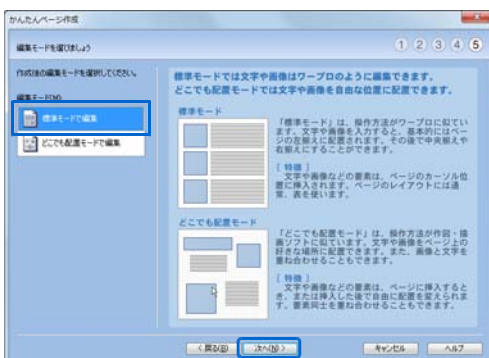 かんたんページ作成
編集モードを選びましょう
1 2 3 4 5
作成後の編集モードを選択してください。
編集モード(M)
標準モードで編集
どこでも配置モードで編集
標準モードでは文字や画像はワープロのように編集できます。
どこでも配置モードでは文字や画像を自由な位置に配置できます。
標準モード
「標準モード」は、操作方法がワープロに似てい
ます。文字や画像を入力すると、基本的にはペー
ジの左揃えに配置されます。その後で中央揃えや
右揃えにすることができます。
[ 特徴 ]
文字や画像などの要素は、ページのカーソル位
置に挿入されます。ページのレイアウトには通
常、表を使います。
どこでも配置モード
「どこでも配置モード」は、操作方法が作図・描
画ソフトに似ています。文字や画像をページ上の
好きな場所に配置できます。また、画像と文字を
重ね合わせることもできます。
[ 特徴 ]
文字や画像などの要素は、ページに挿入すると
き、または挿入した後で自由に配置を変えられま
す。要素同士を重ね合わせることもできます。
< 戻る(B)
次へ(N) >
キャンセル
ヘルプ